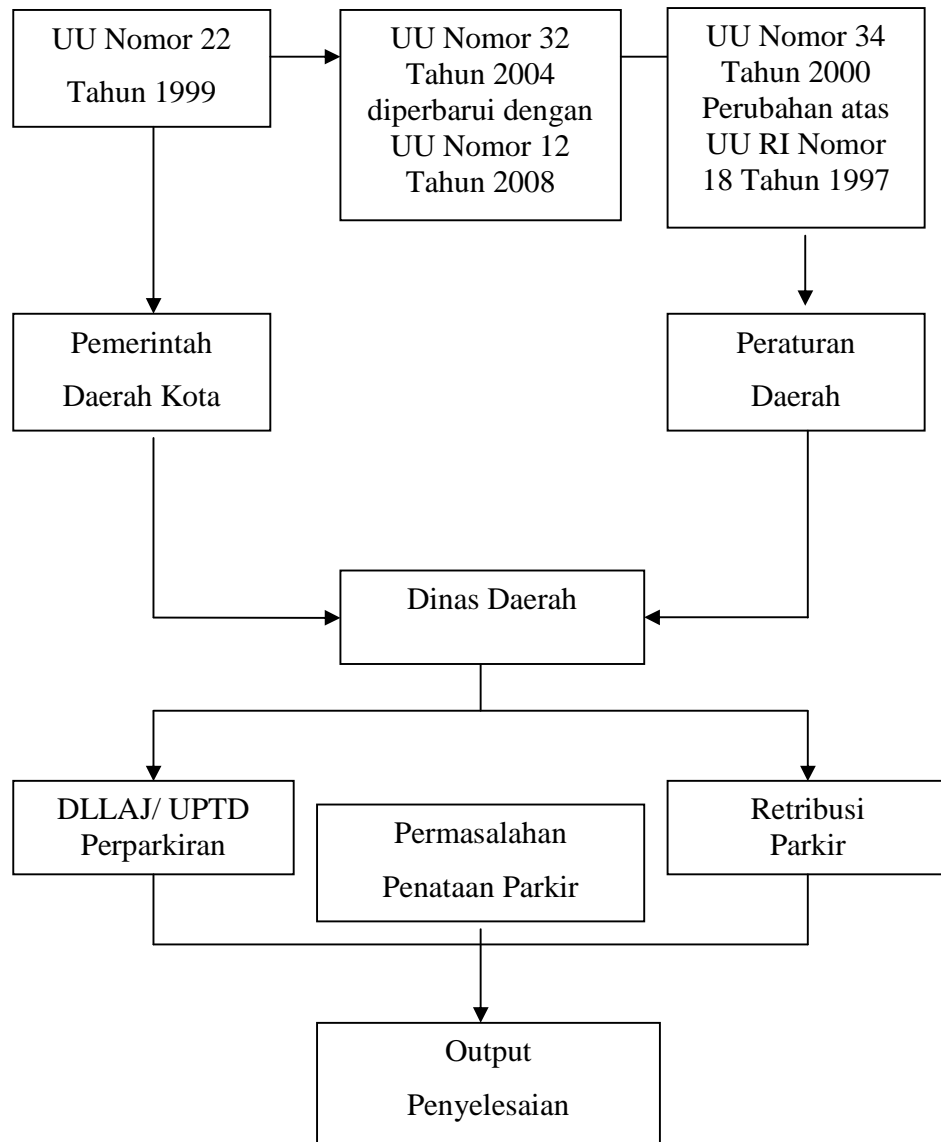 UU Nomor 22
Tahun 1999
UU Nomor 32
Tahun 2004
diperbarui dengan
UU Nomor 12
Tahun 2008
UU Nomor 34
Tahun 2000
Perubahan atas
UU RI Nomor
18 Tahun 1997
Pemerintah
Daerah Kota
Peraturan
Daerah
Dinas Daerah
DLLAJ/ UPTD
Perparkiran
Permasalahan
Penataan Parkir
Retribusi
Parkir
Output
Penyelesaian